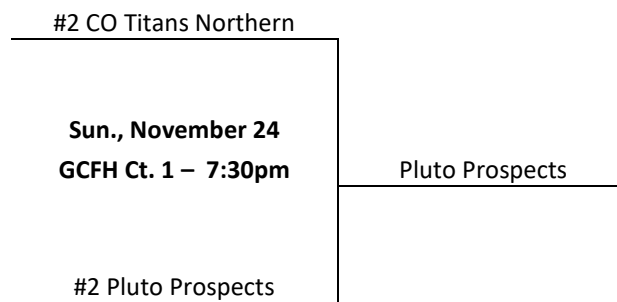 #2 CO Titans Northern
Sun., November 24
GCFH Ct. 1 – 7:30pm
Pluto Prospects
#2 Pluto Prospects